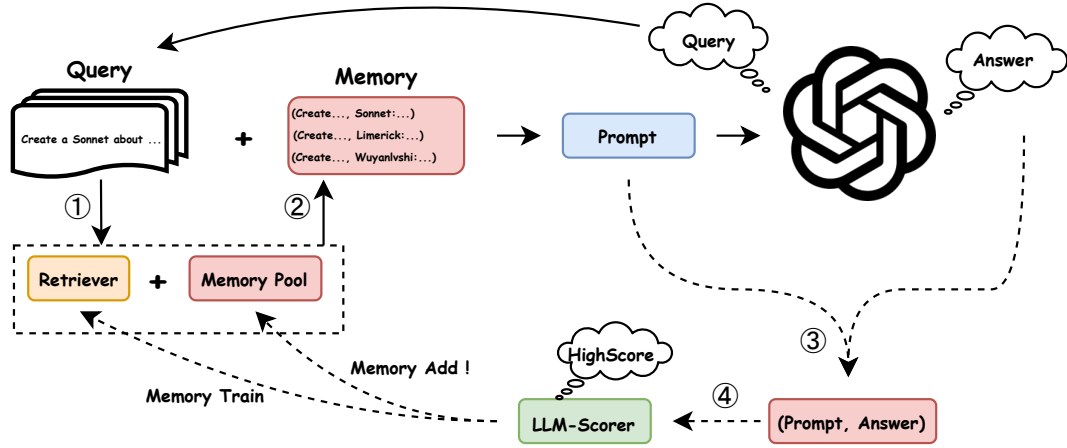 Query
Answer
Query
Memory
Create a Sonnet about ...
+
(Create..., Sonnet:...)
(Create..., Limerick:...)
(Create..., Wuyanlvshi:...)
Prompt
①
②
Retriever
+
Memory Pool
③
HighScore
Memory Add !
Memory Train
④
LLM-Scorer
(Prompt, Answer)